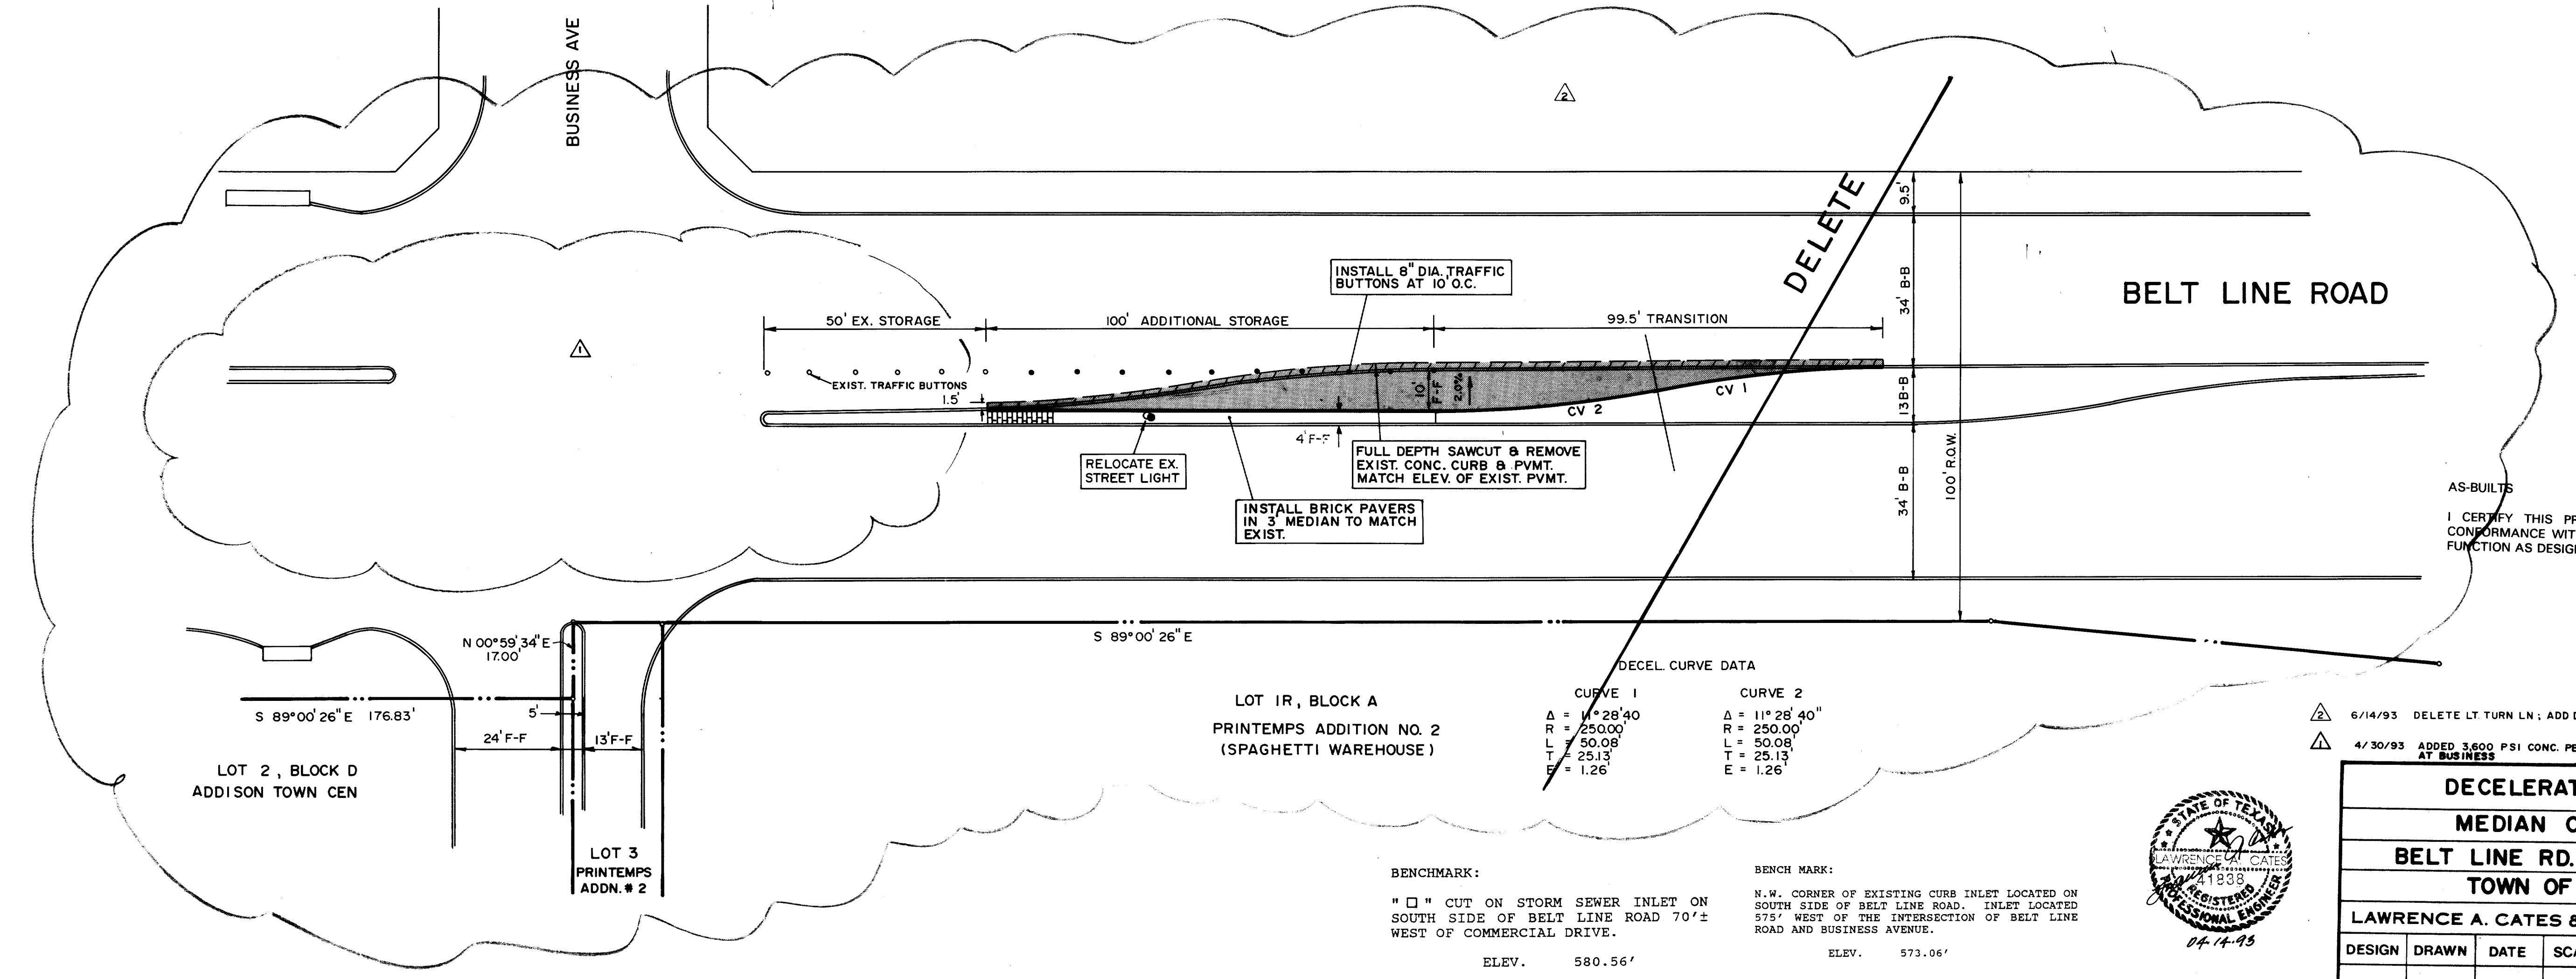 BUSINESS AVE
2
9.5'
DELETE
INSTALL 8" DIA. TRAFFIC
BUTTONS AT 10' O.C.
34' B-B
BELT LINE ROAD
50' EX. STORAGE
100' ADDITIONAL STORAGE
99.5' TRANSITION
1
EXIST. TRAFFIC BUTTONS
1.5'
10'
F-F
2.0%
CV 1
CV 2
13' B-B
4' F-F
RELOCATE EX.
STREET LIGHT
FULL DEPTH SAWCUT & REMOVE
EXIST. CONC. CURB & PVMT.
MATCH ELEV. OF EXIST. PVMT.
INSTALL BRICK PAVERS
IN 3' MEDIAN TO MATCH
EXIST.
34' B-B
100' R.O.W.
AS-BUILTS
I CERTIFY THIS PR
CONFORMANCE WIT
FUNCTION AS DESIG
N 00°59'34"E
17.00'
S 89°00'26"E
S 89°00'26"E 176.83'
5'
24' F-F
13' F-F
LOT 2, BLOCK D
ADDISON TOWN CEN
LOT 3
PRINTEMPS
ADDN. # 2
LOT 1R, BLOCK A
PRINTEMPS ADDITION NO. 2
(SPAGHETTI WAREHOUSE)
DECEL. CURVE DATA
CURVE 1
Δ = 11°28'40
R = 250.00'
L = 50.08'
T = 25.13'
E = 1.26'
CURVE 2
Δ = 11°28'40"
R = 250.00'
L = 50.08'
T = 25.13'
E = 1.26'
BENCHMARK:
" □ " CUT ON STORM SEWER INLET ON
SOUTH SIDE OF BELT LINE ROAD 70'±
WEST OF COMMERCIAL DRIVE.
ELEV. 580.56'
BENCH MARK:
N.W. CORNER OF EXISTING CURB INLET LOCATED ON
SOUTH SIDE OF BELT LINE ROAD. INLET LOCATED
575' WEST OF THE INTERSECTION OF BELT LINE
ROAD AND BUSINESS AVENUE.
ELEV. 573.06'
STATE OF TEXAS
LAWRENCE A. CATES
41838
REGISTERED
PROFESSIONAL ENGINEER
04-14-93
2 6/14/93 DELETE LT. TURN LN; ADD D
1 4/30/93 ADDED 3,600 PSI CONC. PE
AT BUSINESS
DECELERAT
MEDIAN O
BELT LINE RD.
TOWN OF
LAWRENCE A. CATES &
DESIGN DRAWN DATE SCA